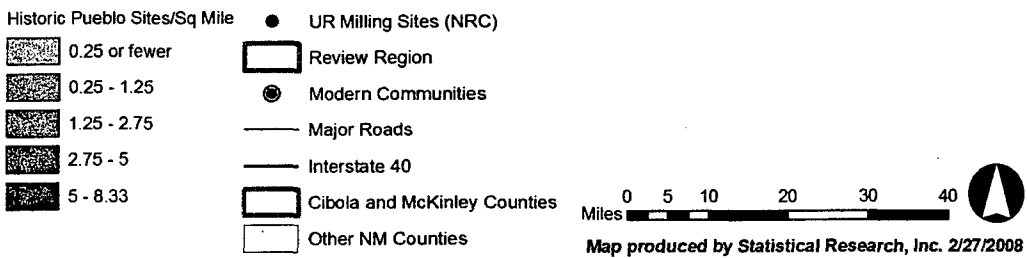 Historic Pueblo Sites/Sq Mile
0.25 or fewer
0.25 - 1.25
1.25 - 2.75
2.75 - 5
5 - 8.33
UR Milling Sites (NRC)
Review Region
Modern Communities
Major Roads
Interstate 40
Cibola and McKinley Counties
Other NM Counties
0 5 10 20 30 40
Miles
Map produced by Statistical Research, Inc. 2/27/2008